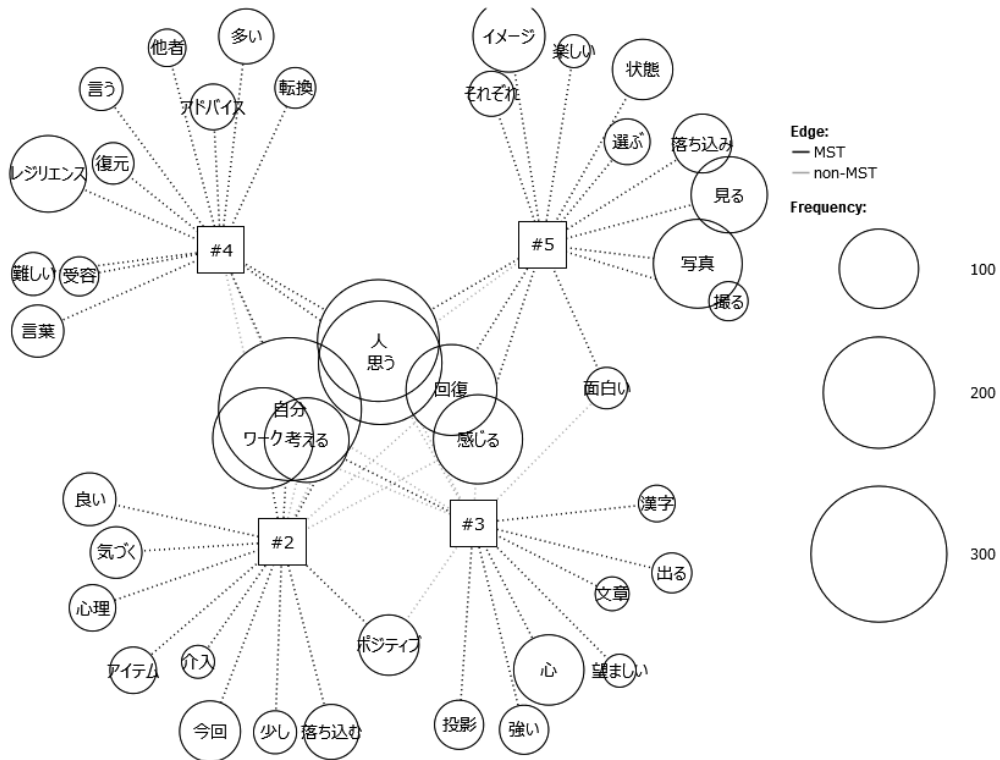 イメージ
多い
他者
楽しい
状態
言う
転換
それぞれ
アドバイス
選ぶ
落ち込み
Edge:
MST
non-MST
レジリエンス
復元
見る
Frequency:
#4
#5
難しい
受容
写真
100
撮る
言葉
人
思う
回復
面白い
200
自分
ワーク
考える
感じる
良い
#2
#3
漢字
気づく
300
出る
心理
文章
ポジティブ
アイテム
介入
心
望ましい
今回
少し
落ち込む
投影
強い